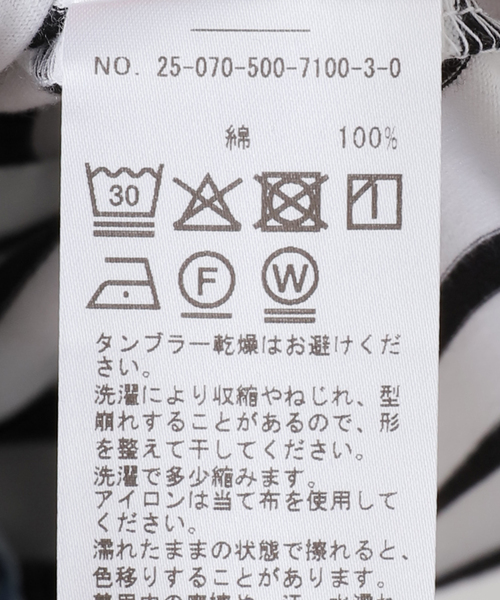 NO. 25-070-500-7100-3-0
綿 100%
30
F W
タンブラー乾燥はお避けくだ
さい。
洗濯により収縮やねじれ、型
崩れすることがあるので、形
を整えて干してください。
洗濯で多少縮みます。
アイロンは当て布を使用して
ください。
濡れたままの状態で擦れると、
色移りすることがあります。